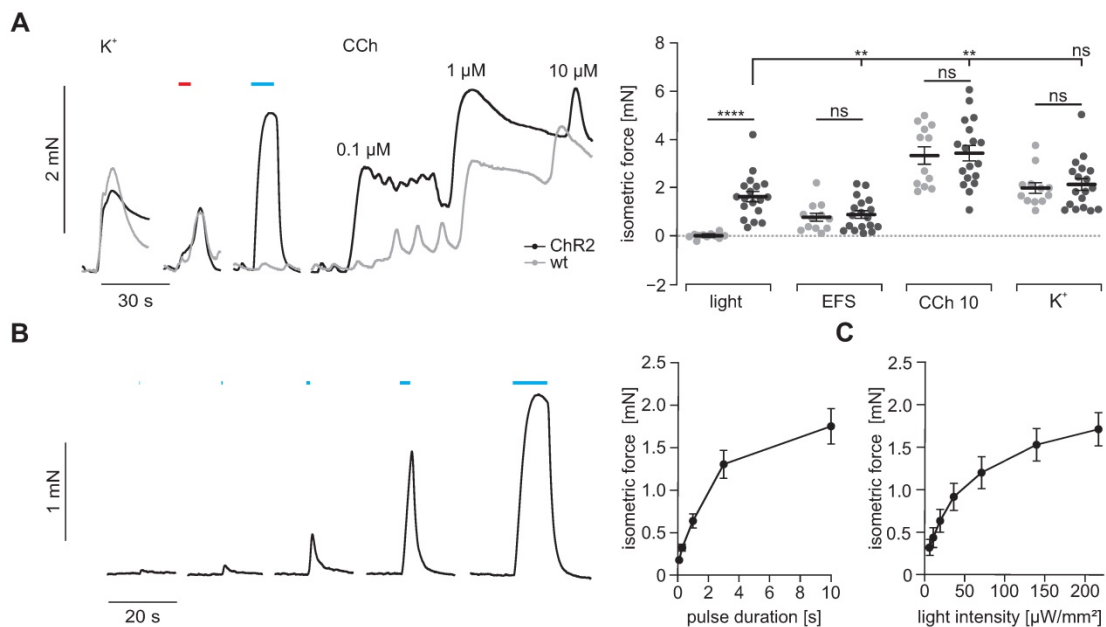 A
K⁺
CCh
2 mN
0.1 µM
1 µM
10 µM
ChR2
wt
30 s
isometric force [mN]
8
6
4
2
0
−2
**
**
ns
****
ns
ns
ns
light
EFS
CCh 10
K⁺
B
1 mN
20 s
isometric force [mN]
2.5
2.0
1.5
1.0
0.5
0
0 2 4 6 8 10
pulse duration [s]
C
isometric force [mN]
2.5
2.0
1.5
1.0
0.5
0
0 50 100 150 200
light intensity [µW/mm²]